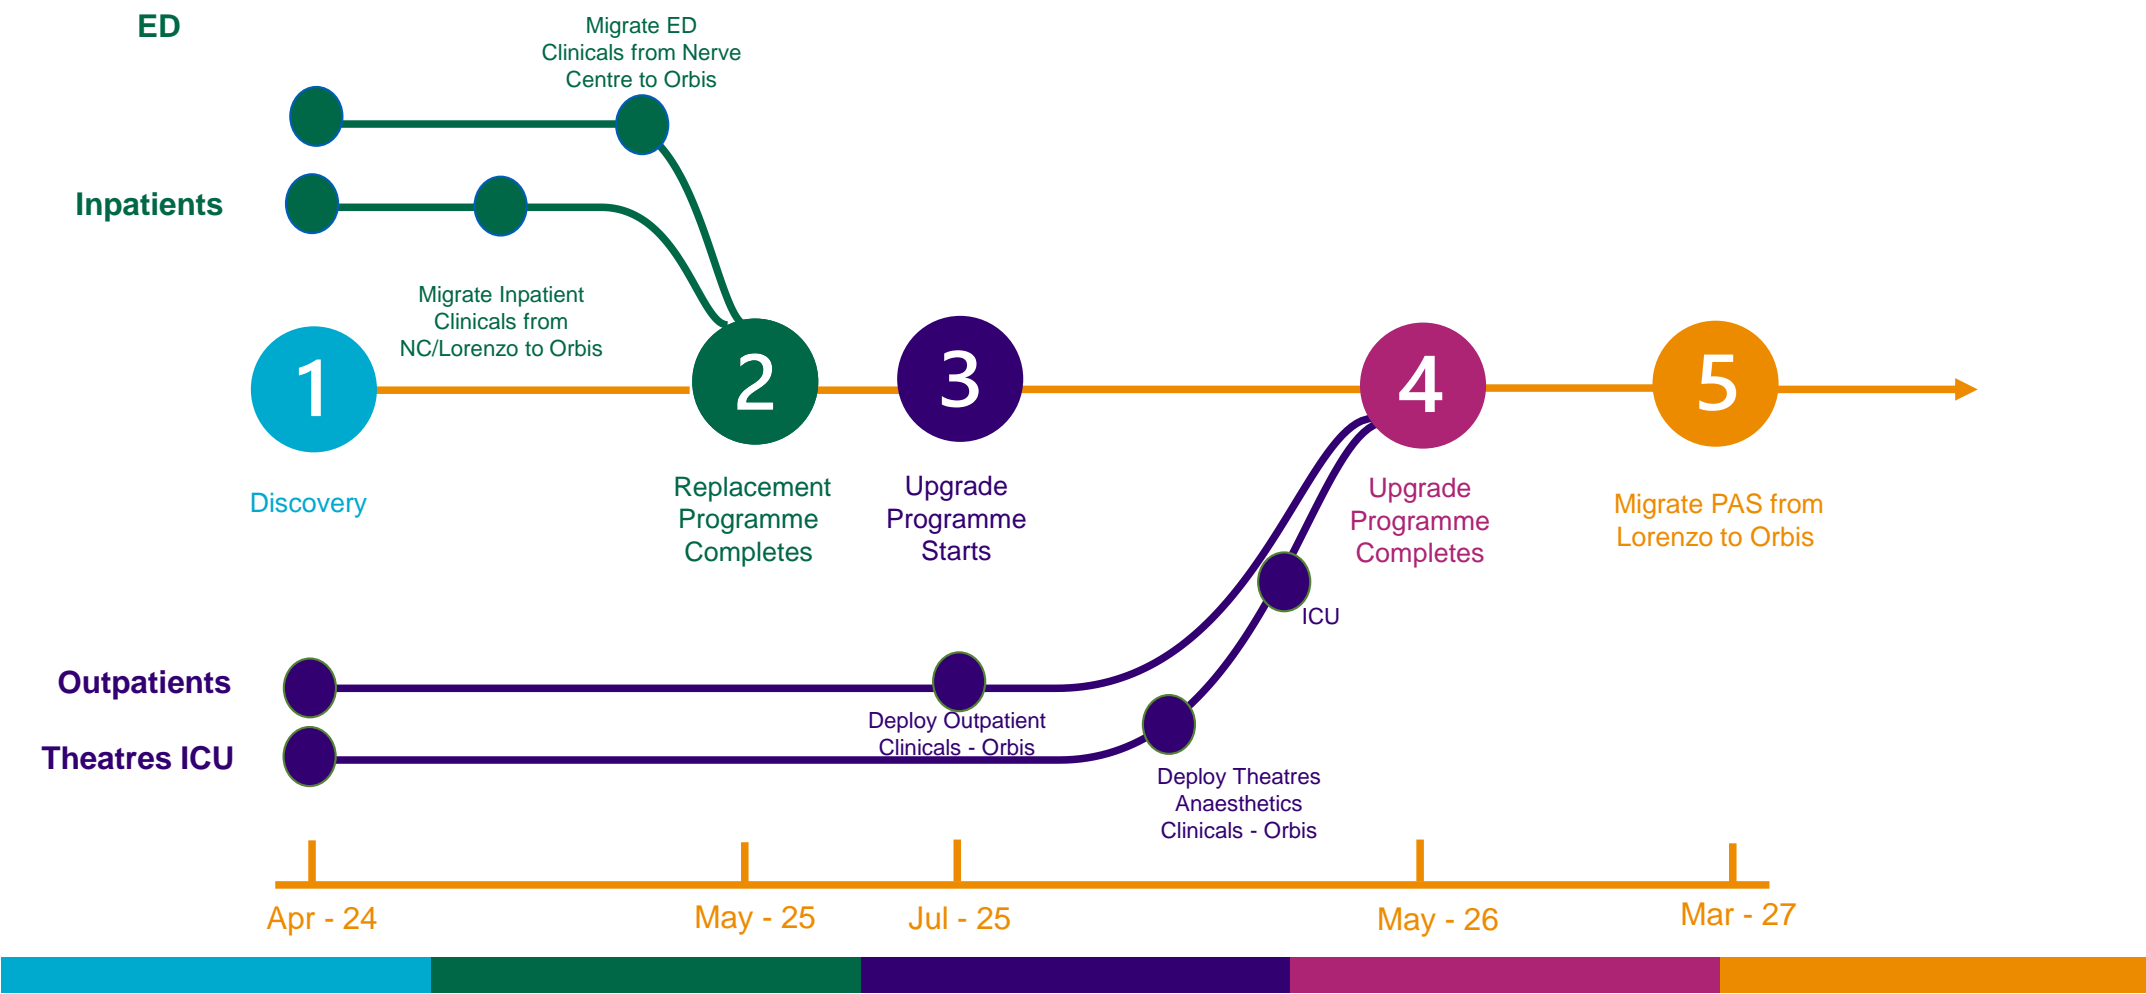 ED
Migrate ED
Clinicals from Nerve
Centre to Orbis
Inpatients
Migrate Inpatient
Clinicals from
NC/Lorenzo to Orbis
1
2
3
4
5
Discovery
Replacement
Programme
Completes
Upgrade
Programme
Starts
Upgrade
Programme
Completes
Migrate PAS from
Lorenzo to Orbis
ICU
Outpatients
Deploy Outpatient
Clinicals - Orbis
Theatres ICU
Deploy Theatres
Anaesthetics
Clinicals - Orbis
Apr - 24
May - 25
Jul - 25
May - 26
Mar - 27